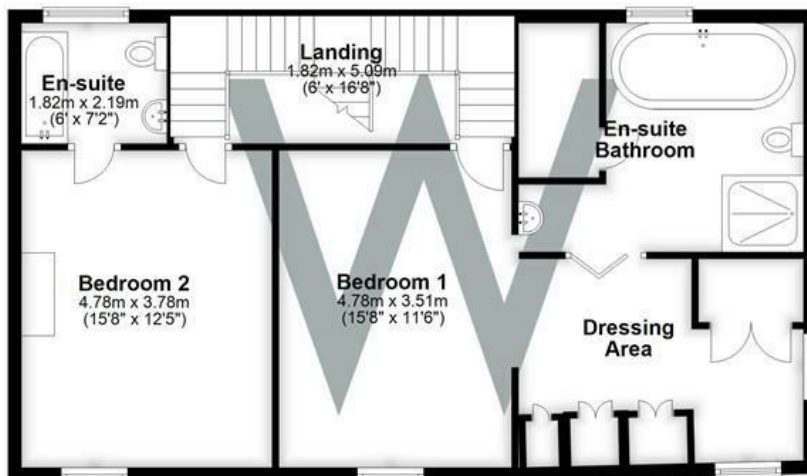 En-suite
1.82m x 2.19m
(6' x 7'2")
Landing
1.82m x 5.09m
(6' x 16'8")
En-suite
Bathroom
Bedroom 2
4.78m x 3.78m
(15'8" x 12'5")
Bedroom 1
4.78m x 3.51m
(15'8" x 11'6")
Dressing
Area
W